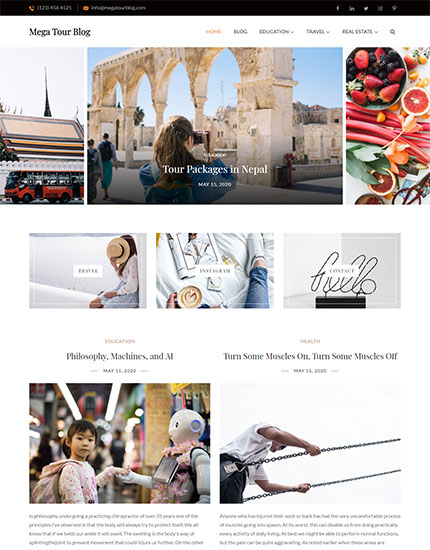 (123) 456 4521 info@megatourblog.com
Mega Tour Blog HOME BLOG EDUCATION TRAVEL REAL ESTATE
Education
Tour Packages in Nepal
MAY 15, 2020
TRAVEL INSTAGRAM CONTACT
EDUCATION
Philosophy, Machines, and AI
MAY 15, 2020
HEALTH
Turn Some Muscles On, Turn Some Muscles Off
MAY 15, 2020
hello
Is philosophy undergoing a practicing chiropractor of over 35 years one of the
principles I've observed is that the body will always try to protect itself. We all
know that if we twist our ankle it will swell. The swelling is the body's way of
splintingthejoint to prevent movement that could injure us further. On the other
Anyone who has injured their neck or back has had the very uncomfortable process
of muscles going into spasm. At its worst, this can disable us from doing practically
every activity of daily living. At best we might be able to perform normal functions,
but the pain can be quite aggravating. As noted earlier when these areas are